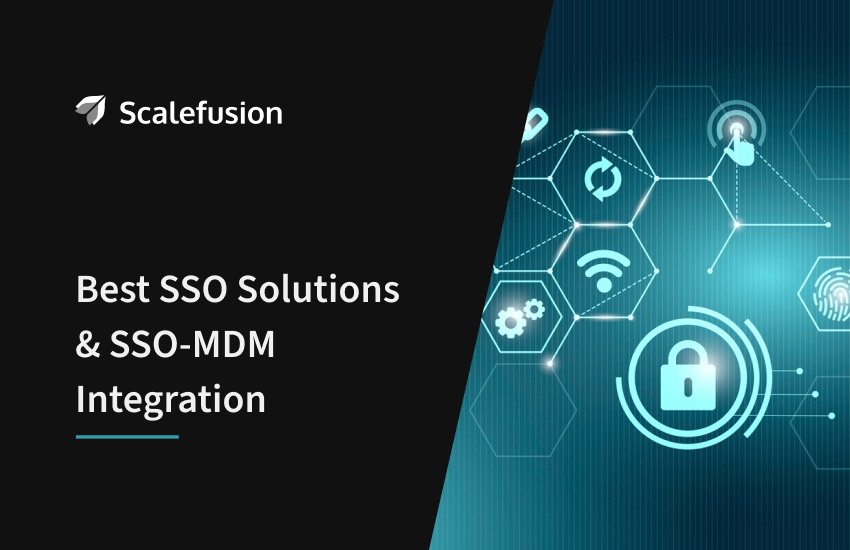 Scalefusion
Best SSO Solutions
& SSO-MDM
Integration